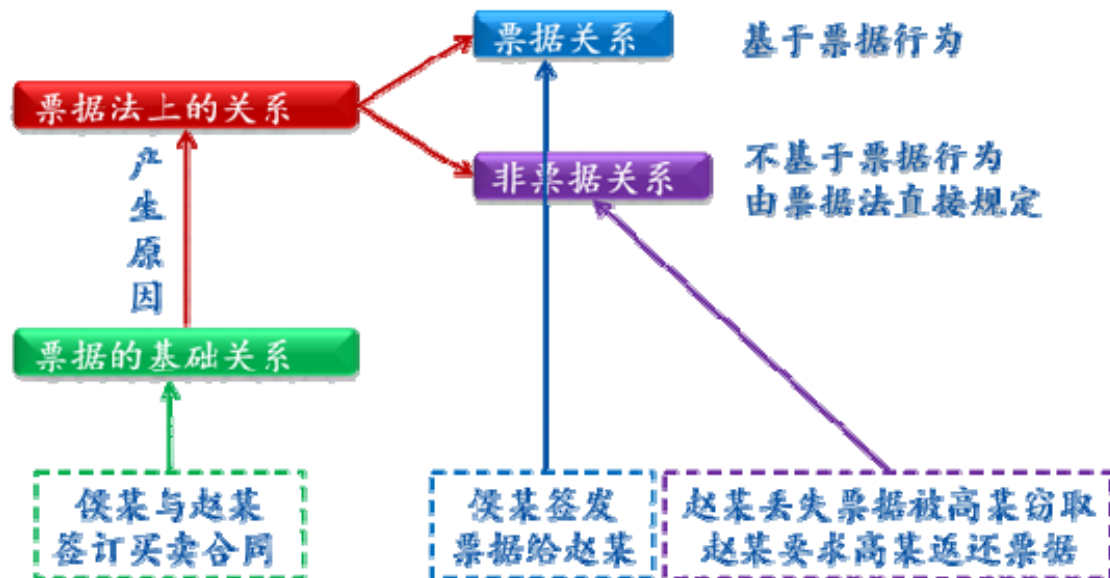 票据关系
基于票据行为
票据法上的关系
非票据关系
不基于票据行为
由票据法直接规定
产生原因
票据的基础关系
侯某与赵某
签订买卖合同
侯某签发
票据给赵某
赵某丢失票据被高某窃取
赵某要求高某返还票据